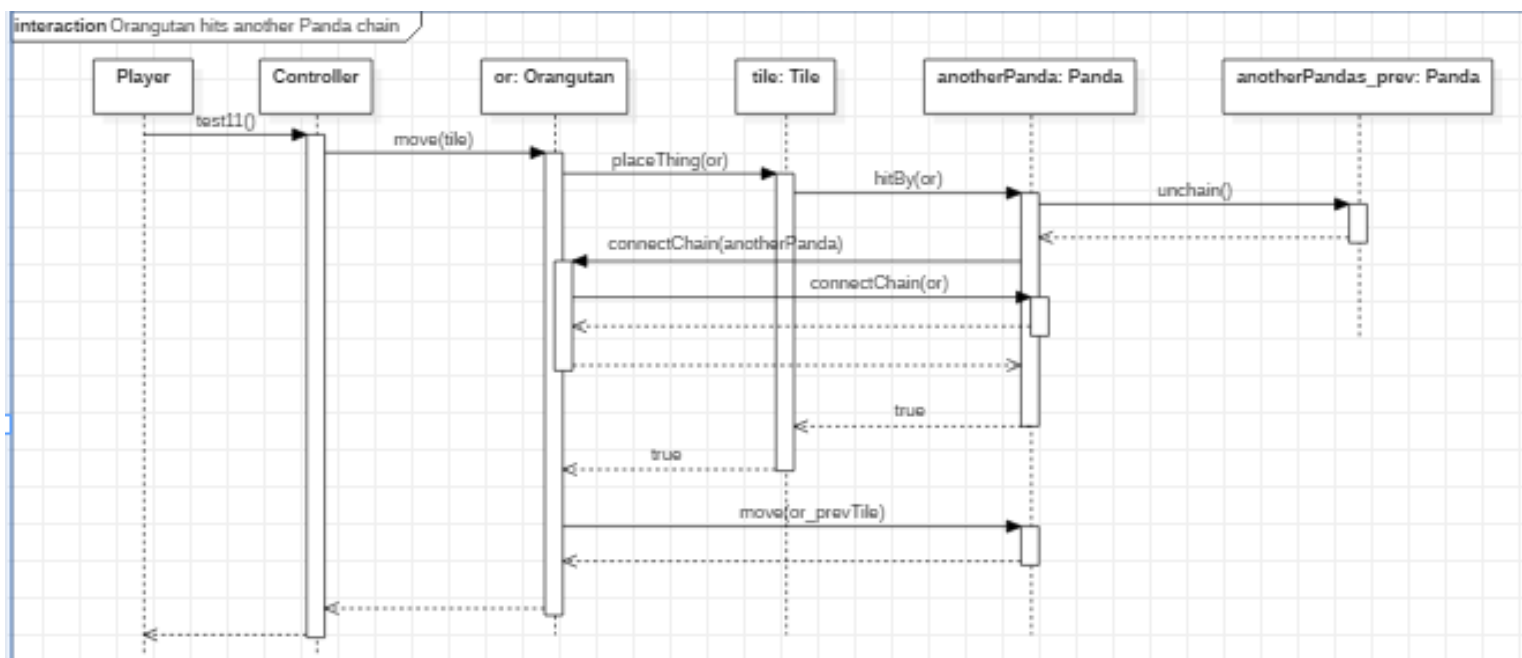 interaction Orangutan hits another Panda chain
Player
Controller
or: Orangutan
tile: Tile
anotherPanda: Panda
anotherPandas_prev: Panda
test11()
move(tile)
placeThing(or)
hitBy(or)
unchain()
connectChain(anotherPanda)
connectChain(or)
true
true
move(or_prevTile)